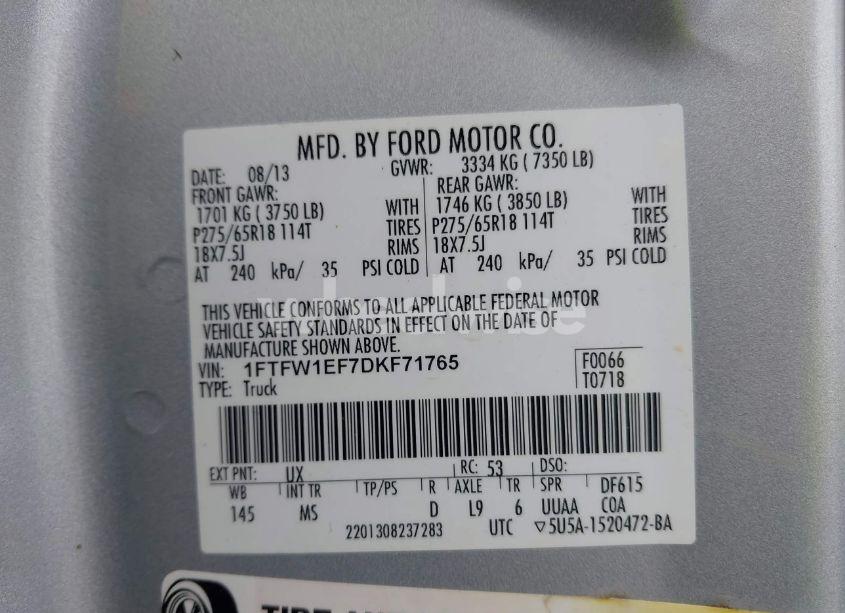 MFD. BY FORD MOTOR CO.
DATE: 08/13 GVWR: 3334 KG ( 7350 LB)
FRONT GAWR: REAR GAWR:
1701 KG ( 3750 LB) WITH 1746 KG ( 3850 LB) WITH
P275/65R18 114T TIRES P275/65R18 114T TIRES
18X7.5J RIMS 18X7.5J RIMS
AT 240 kPa/ 35 PSI COLD AT 240 kPa/ 35 PSI COLD
THIS VEHICLE CONFORMS TO ALL APPLICABLE FEDERAL MOTOR
VEHICLE SAFETY STANDARDS IN EFFECT ON THE DATE OF
MANUFACTURE SHOWN ABOVE.
VIN: 1FTFW1EF7DKF71765 F0066
TYPE: Truck T0718
EXT PNT: UX RC: 53 DSO:
WB INT TR TP/PS R AXLE TR SPR DF615
145 MS D L9 6 UUAA COA
2201308237283 UTC ▽5U5A-1520472-BA